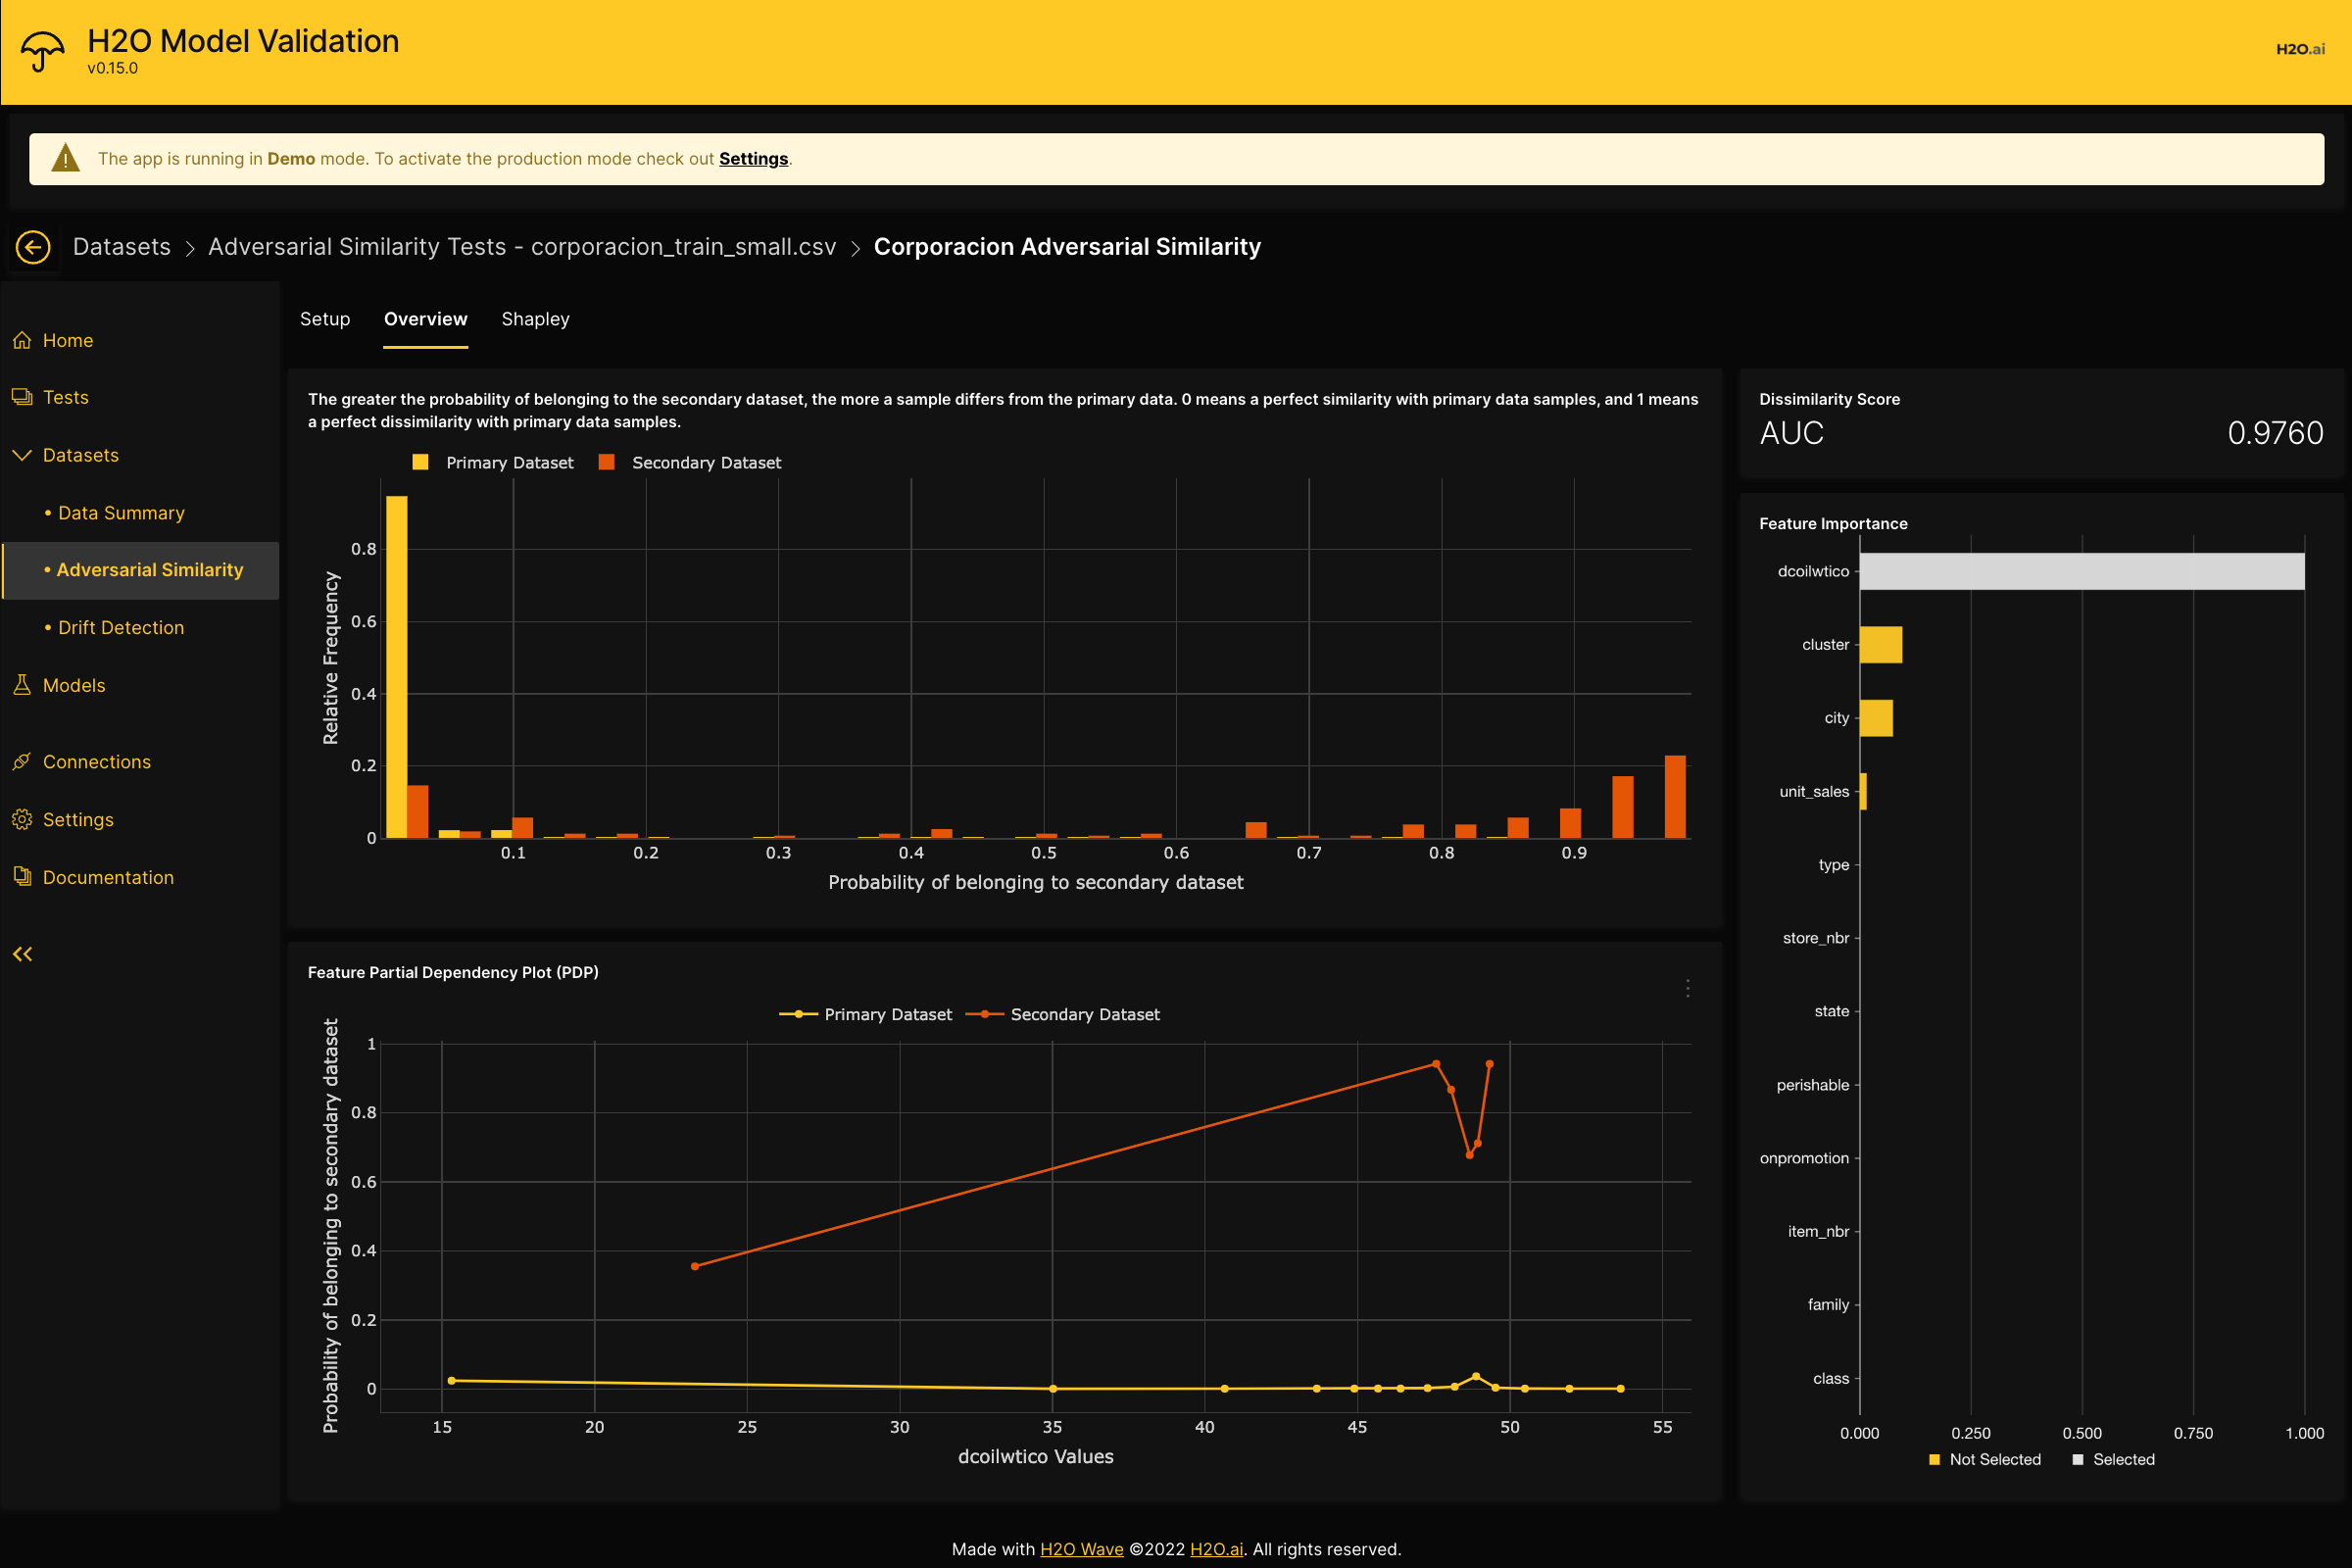 H2O Model Validation
v0.15.0
H2O.ai
The app is running in Demo mode. To activate the production mode check out Settings.
Datasets > Adversarial Similarity Tests - corporacion_train_small.csv > Corporacion Adversarial Similarity
Home
Tests
Datasets
• Data Summary
• Adversarial Similarity
• Drift Detection
Models
Connections
Settings
Documentation
Setup Overview Shapley
The greater the probability of belonging to the secondary dataset, the more a sample differs from the primary data. 0 means a perfect similarity with primary data samples, and 1 means
a perfect dissimilarity with primary data samples.
Primary Dataset Secondary Dataset
Relative Frequency
0.8
0.6
0.4
0.2
0
0.1 0.2 0.3 0.4 0.5 0.6 0.7 0.8 0.9
Probability of belonging to secondary dataset
Feature Partial Dependency Plot (PDP)
Primary Dataset Secondary Dataset
Probability of belonging to secondary dataset
1
0.8
0.6
0.4
0.2
0
15 20 25 30 35 40 45 50 55
dcoilwtico Values
Dissimilarity Score
AUC 0.9760
Feature Importance
dcoilwtico
cluster
city
unit_sales
type
store_nbr
state
perishable
onpromotion
item_nbr
family
class
0.000 0.250 0.500 0.750 1.000
Not Selected Selected
Made with H2O Wave ©2022 H2O.ai. All rights reserved.